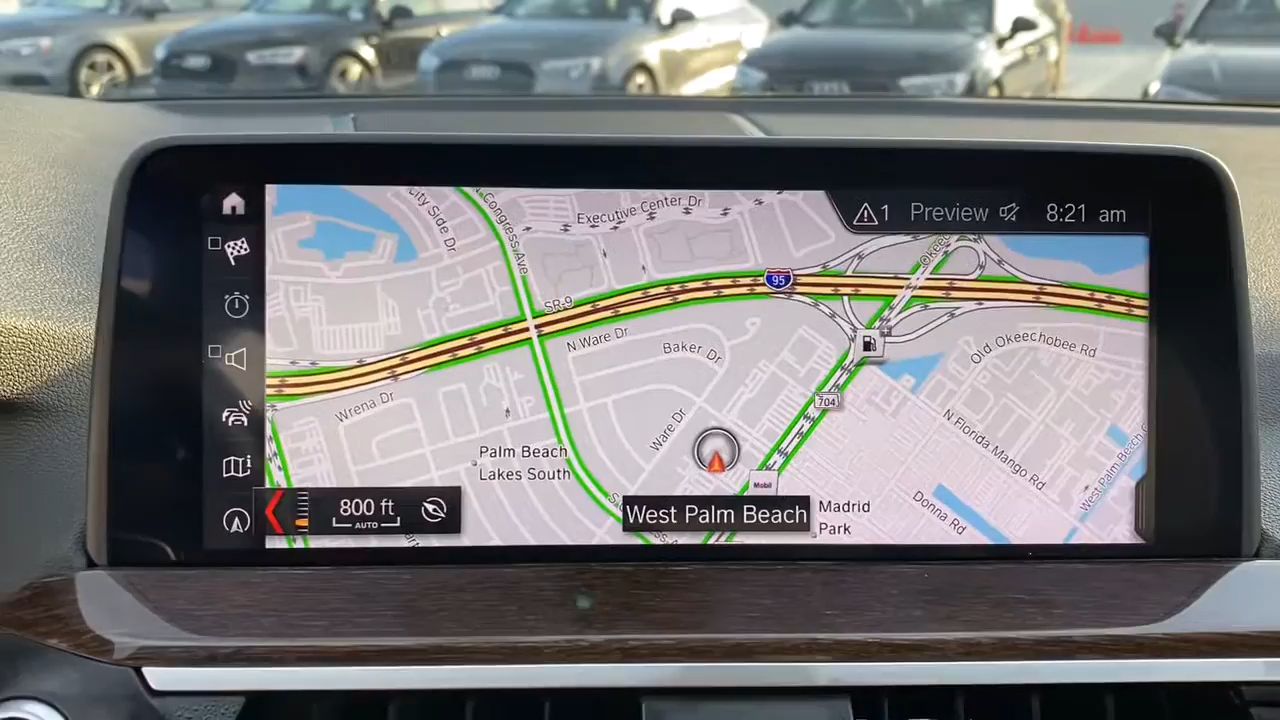 1 Preview 8:21 am
City Side Dr
Congress Ave
Executive Center Dr
95
SR-9
N Ware Dr
Baker Dr
Old Okeechobee Rd
Wrena Dr
704
Ware Dr
N Florida Mango Rd
Palm Beach
Lakes South
West Palm Beach
Mobil
800 ft
AUTO
West Palm Beach
Madrid
Park
Donna Rd